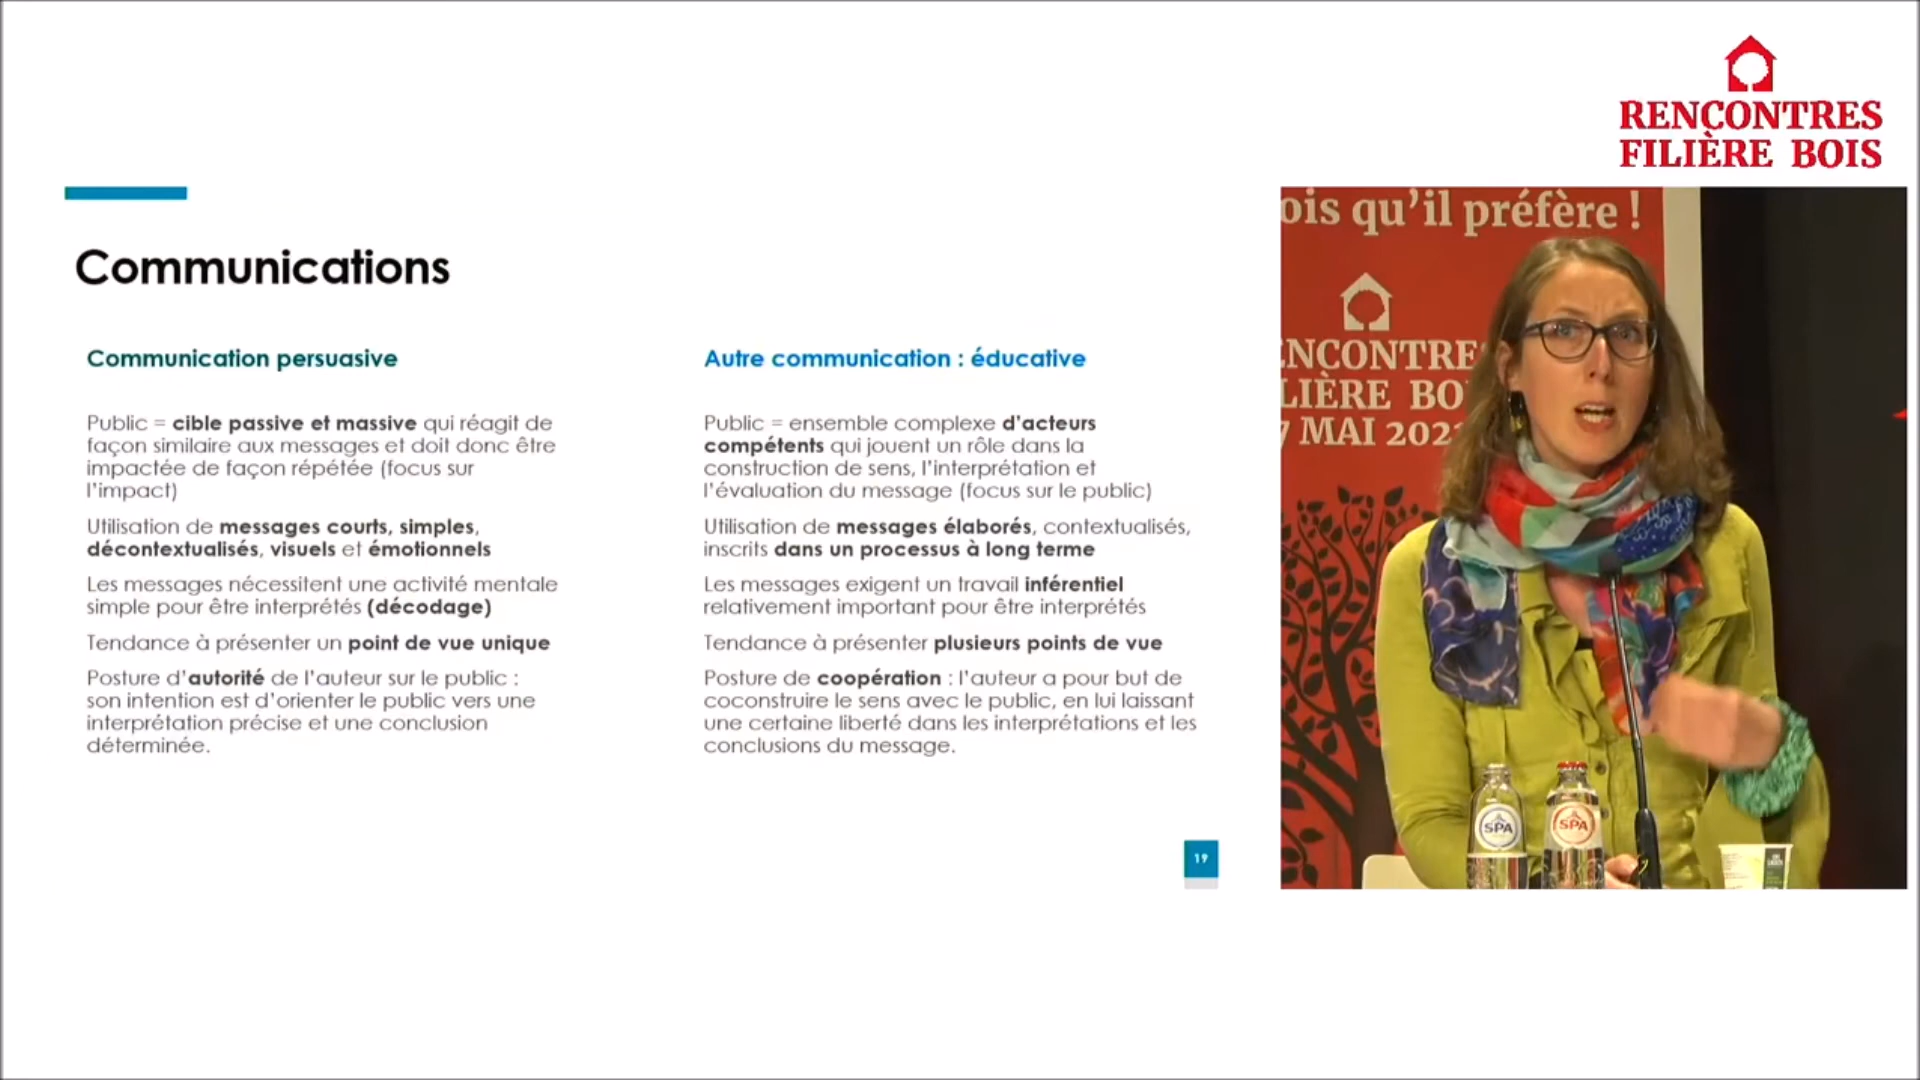 RENCONTRES
FILIÈRE BOIS
Communications
Communication persuasive
Public = cible passive et massive qui réagit de
façon similaire aux messages et doit donc être
impactée de façon répétée (focus sur
l'impact)
Utilisation de messages courts, simples,
décontextualisés, visuels et émotionnels
Les messages nécessitent une activité mentale
simple pour être interprétés (décodage)
Tendance à présenter un point de vue unique
Posture d'autorité de l'auteur sur le public :
son intention est d'orienter le public vers une
interprétation précise et une conclusion
déterminée.
Autre communication : éducative
Public = ensemble complexe d'acteurs
compétents qui jouent un rôle dans la
construction de sens, l'interprétation et
l'évaluation du message (focus sur le public)
Utilisation de messages élaborés, contextualisés,
inscrits dans un processus à long terme
Les messages exigent un travail inférentiel
relativement important pour être interprétés
Tendance à présenter plusieurs points de vue
Posture de coopération : l'auteur a pour but de
coconstruire le sens avec le public, en lui laissant
une certaine liberté dans les interprétations et les
conclusions du message.
19
ois qu'il préfère !
ENCONTRE
LIÈRE BO
7 MAI 202
SPA
SPA